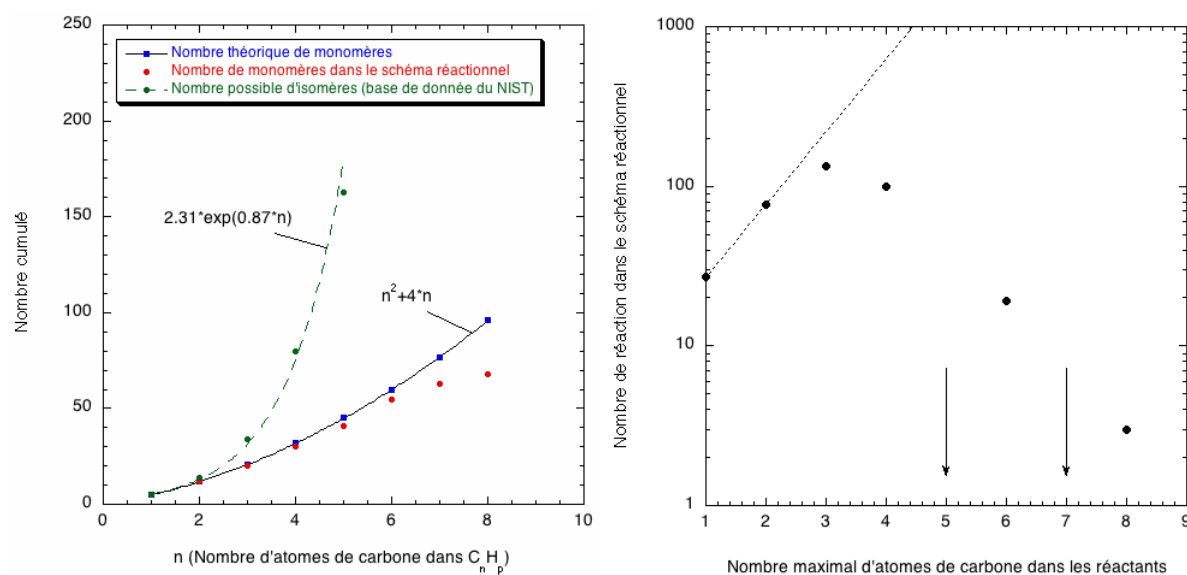 250
200
150
100
50
0
0
2
4
6
8
10
Nombre cumulé
n (Nombre d'atomes de carbone dans CnHp)
Nombre théorique de monomères
Nombre de monomères dans le schéma réactionnel
Nombre possible d'isomères (base de donnée du NIST)
2.31*exp(0.87*n)
n²+4*n
1000
100
10
1
1
2
3
4
5
6
7
8
9
Nombre de réaction dans le schéma réactionnel
Nombre maximal d'atomes de carbone dans les réactants